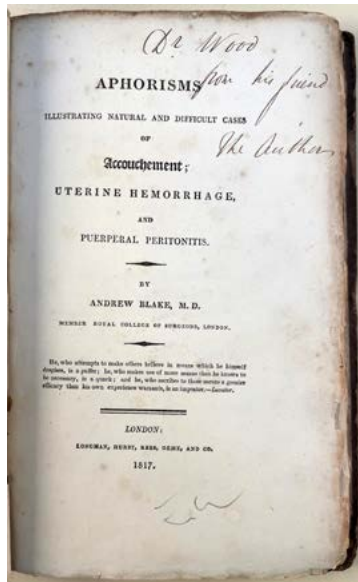 Dr Wood
from his friend
The Author
APHORISMS
ILLUSTRATING NATURAL AND DIFFICULT CASES
OF
Accouchement;
UTERINE HEMORRHAGE,
AND
PUERPERAL PERITONITIS.
BY
ANDREW BLAKE, M.D.
MEMBER ROYAL COLLEGE OF SURGEONS, LONDON.
He, who attempts to make others believe in means which he himself
despises, is a puffer; he, who makes use of more means than he knows to
be necessary, is a quack; and he, who ascribes to those means a greater
efficacy than his own experience warrants, is an impostor.—Lavater.
LONDON:
LONGMAN, HURST, REES, ORME, AND CO.
1817.